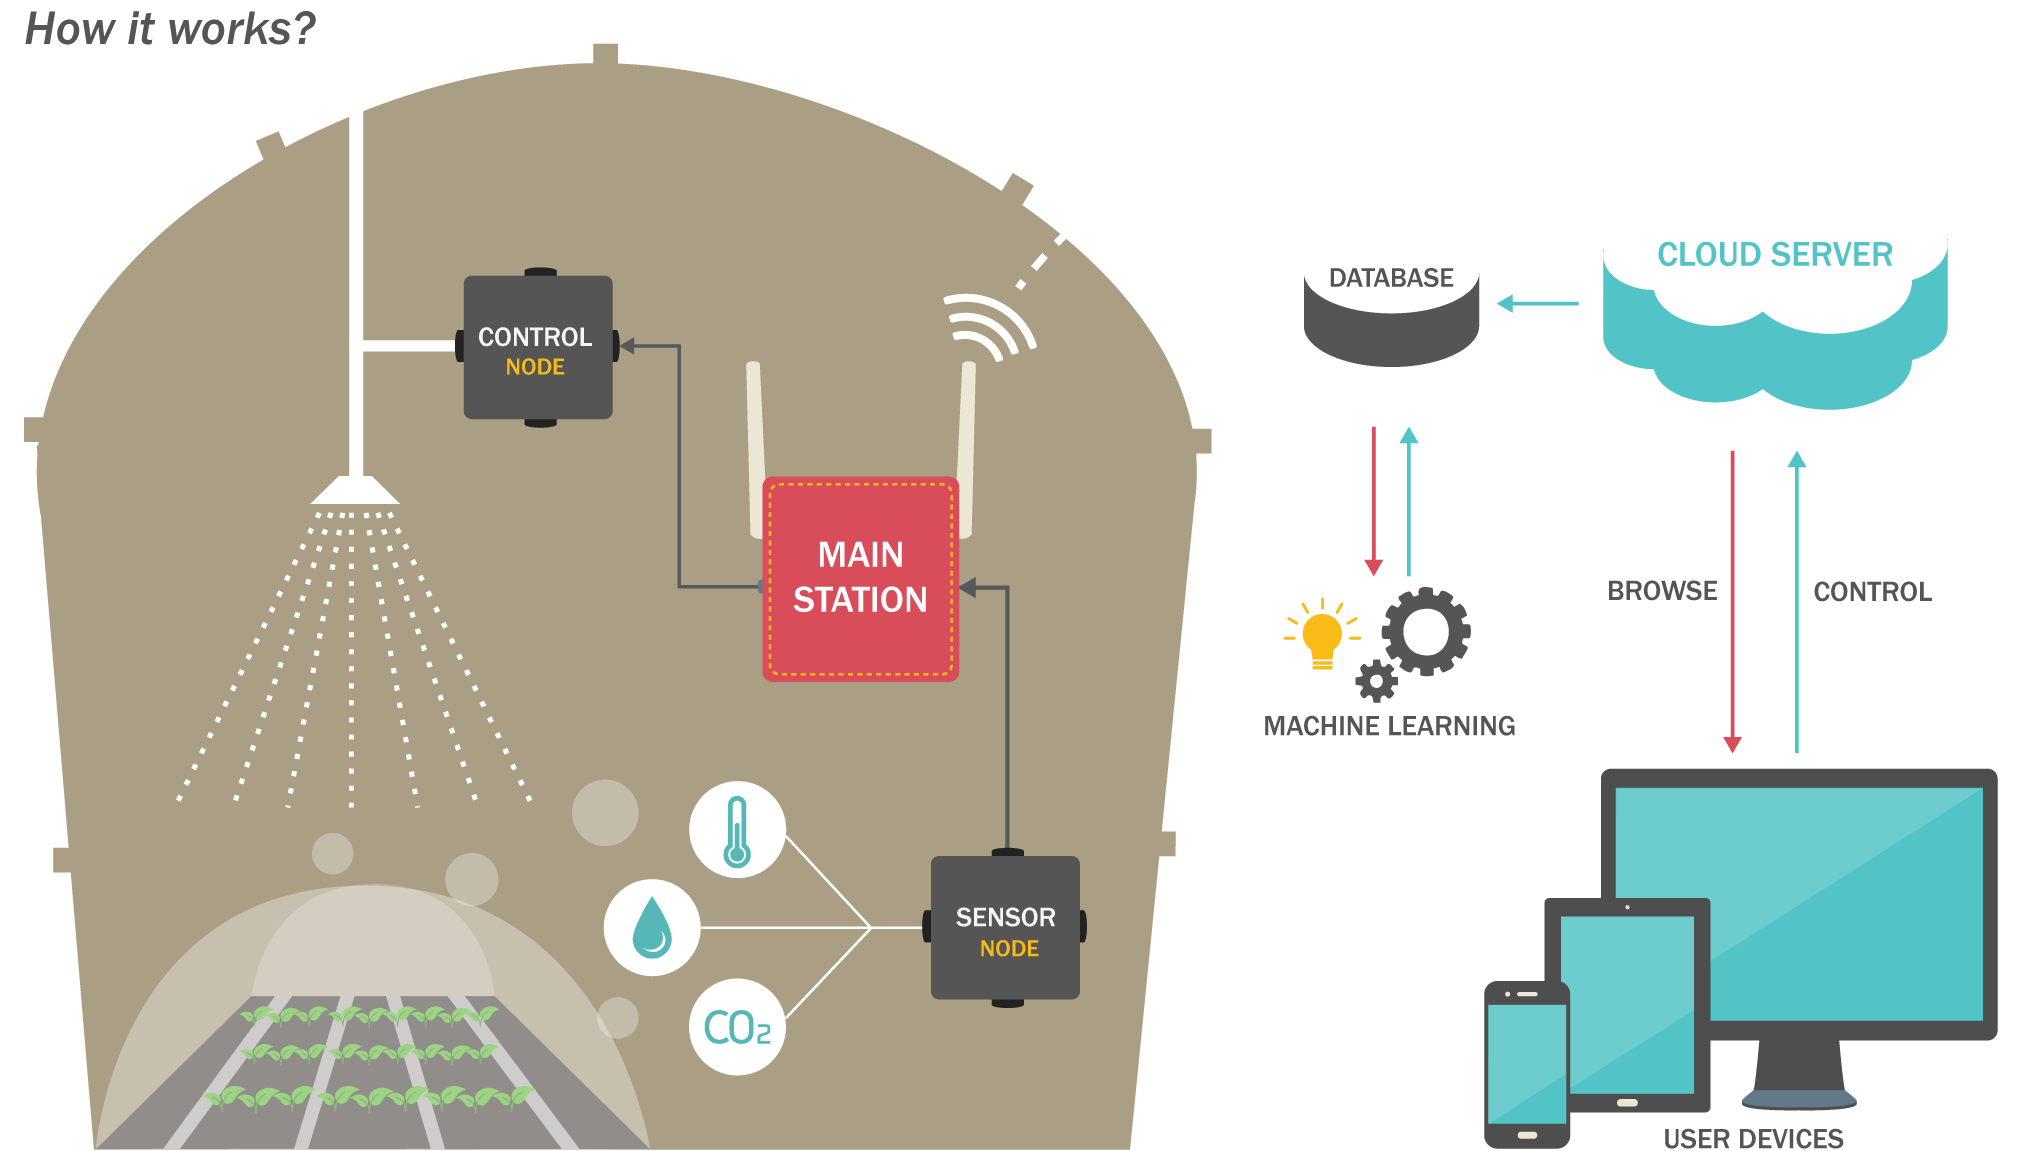 How it works?
CONTROL
NODE
MAIN
STATION
SENSOR
NODE
CO2
DATABASE
CLOUD SERVER
MACHINE LEARNING
BROWSE
CONTROL
USER DEVICES